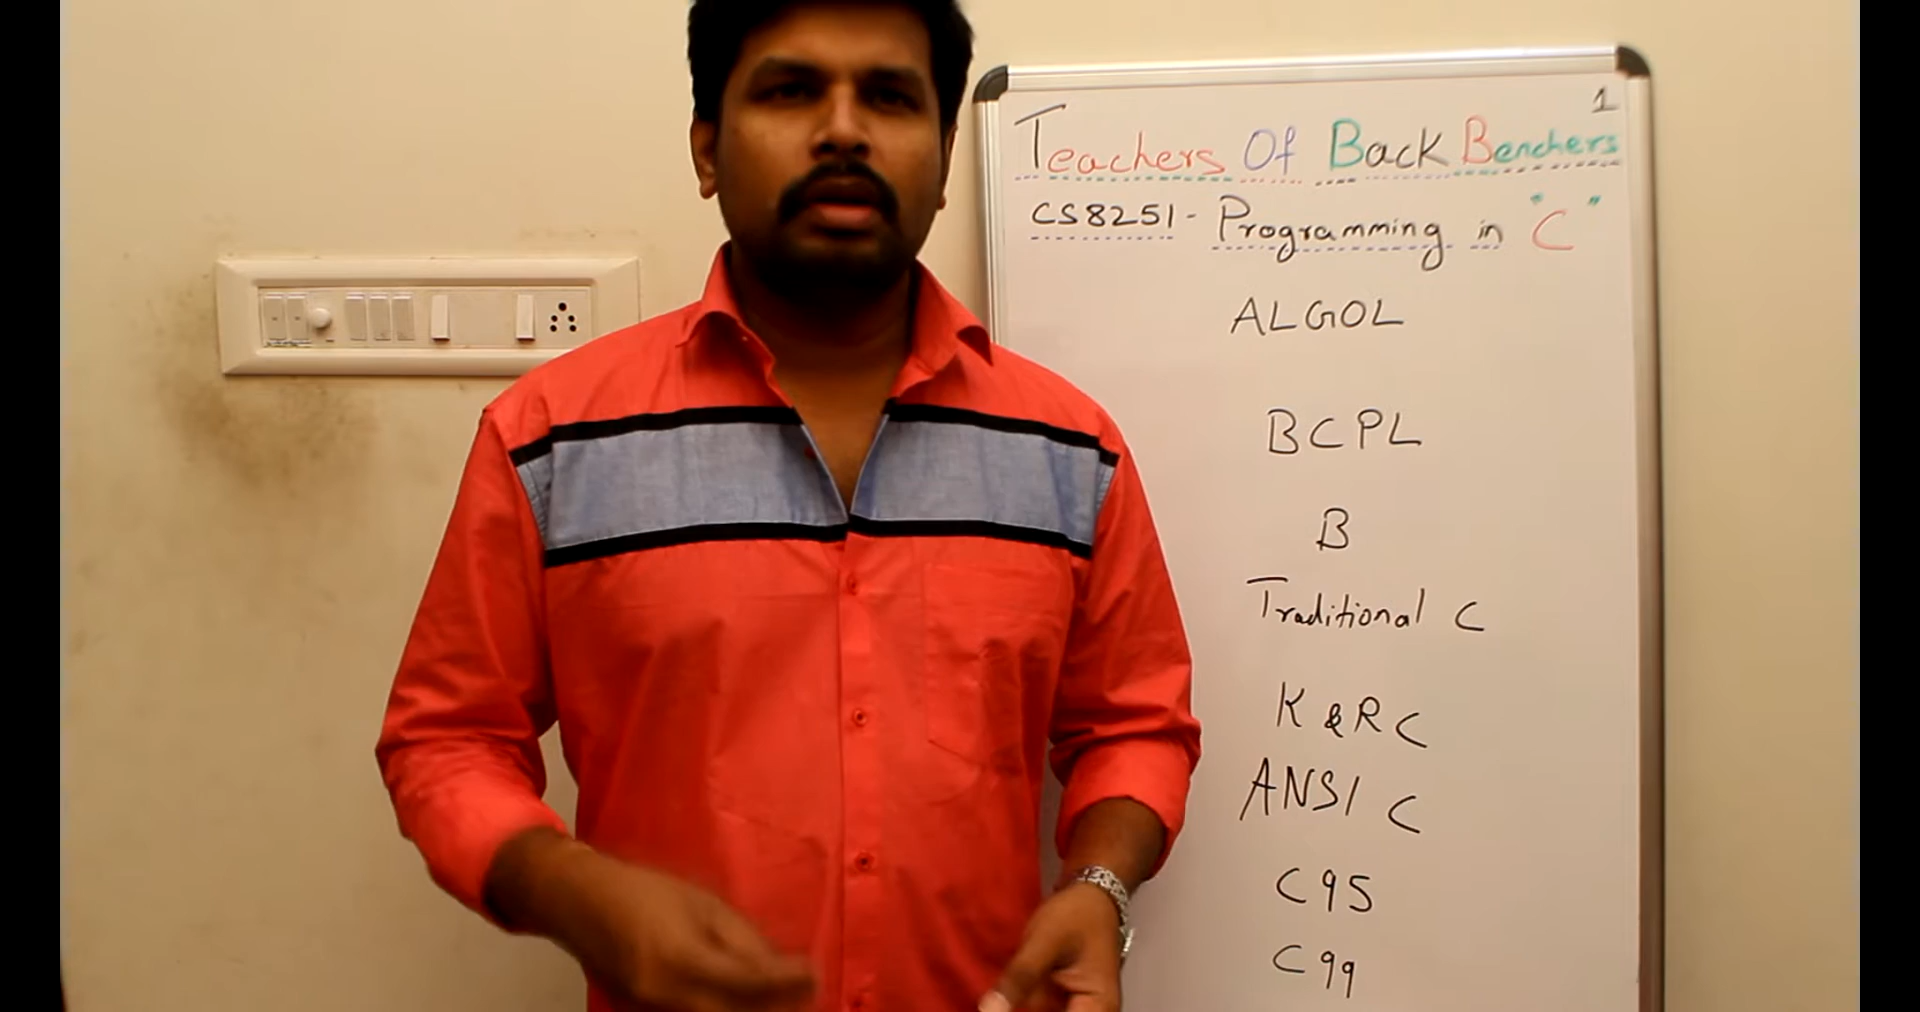 1
Teachers Of Back Benchers
CS8251 - Programming in "C"
ALGOL
BCPL
B
Traditional C
K & R C
ANSI C
C95
C99